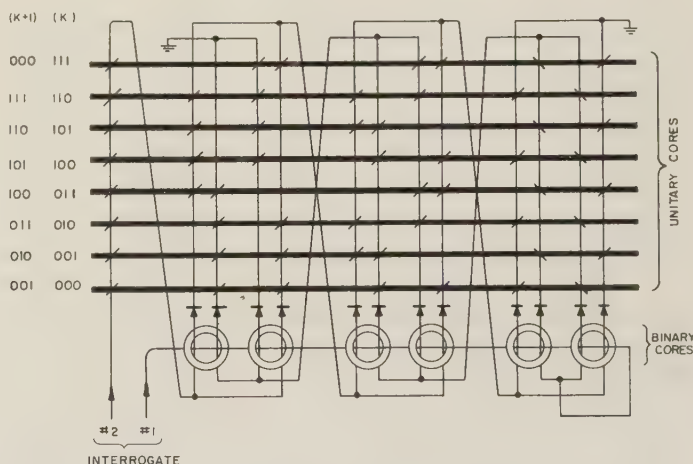 (K+1) (K)
000 111
111 110
110 101
101 100
100 011
011 010
010 001
001 000
UNITARY CORES
BINARY
CORES
#2 #1
INTERROGATE